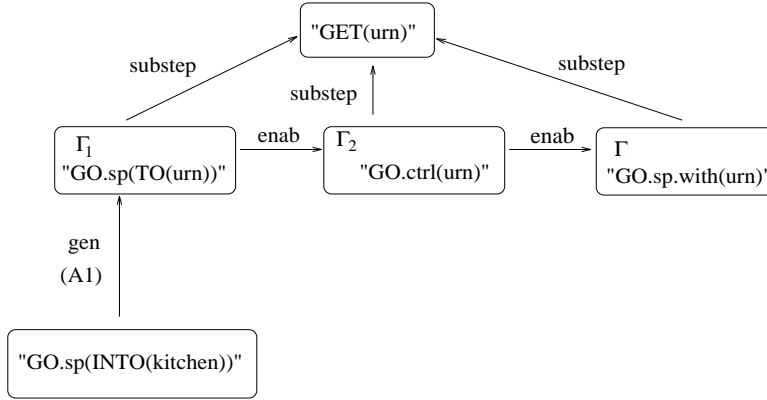 "GET(urn)"
substep
substep
substep
Γ1
"GO.sp(TO(urn))"
enab
Γ2
"GO.ctrl(urn)"
enab
Γ
"GO.sp.with(urn)"
gen
(A1)
"GO.sp(INTO(kitchen))"